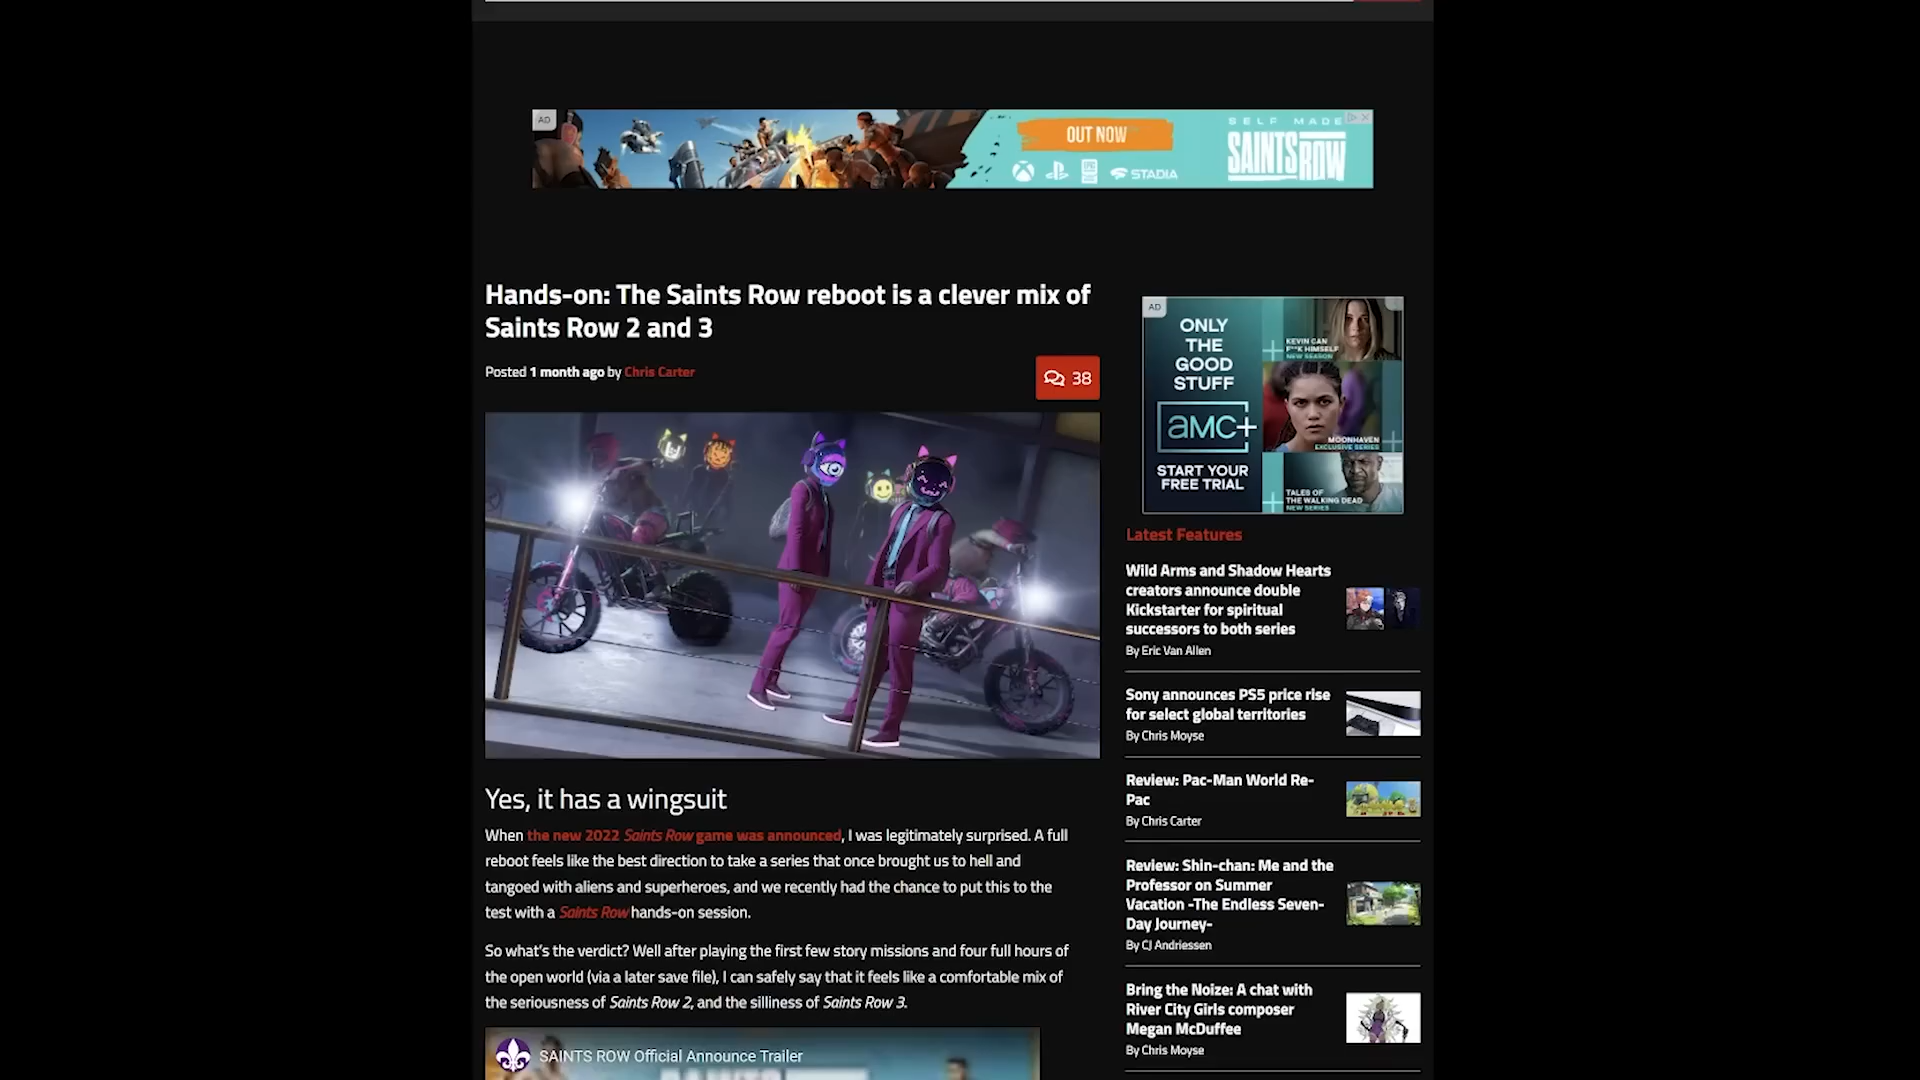 AD
OUT NOW
STADIA
SELF MADE
SAINTS ROW
Hands-on: The Saints Row reboot is a clever mix of
Saints Row 2 and 3
Posted 1 month ago by Chris Carter
38
Yes, it has a wingsuit
When the new 2022 Saints Row game was announced, I was legitimately surprised. A full
reboot feels like the best direction to take a series that once brought us to hell and
tangoed with aliens and superheroes, and we recently had the chance to put this to the
test with a Saints Row hands-on session.
So what's the verdict? Well after playing the first few story missions and four full hours of
the open world (via a later save file), I can safely say that it feels like a comfortable mix of
the seriousness of Saints Row 2, and the silliness of Saints Row 3.
SAINTS ROW Official Announce Trailer
AD
ONLY
THE
GOOD
STUFF
amc+
START YOUR
FREE TRIAL
KEVIN CAN
F**K HIMSELF
NEW SEASON
MOONHAVEN
EXCLUSIVE SERIES
TALES OF
THE WALKING DEAD
NEW SERIES
Latest Features
Wild Arms and Shadow Hearts
creators announce double
Kickstarter for spiritual
successors to both series
By Eric Van Allen
Sony announces PS5 price rise
for select global territories
By Chris Moyse
Review: Pac-Man World Re-
Pac
By Chris Carter
Review: Shin-chan: Me and the
Professor on Summer
Vacation -The Endless Seven-
Day Journey-
By CJ Andriessen
Bring the Noize: A chat with
River City Girls composer
Megan McDuffee
By Chris Moyse